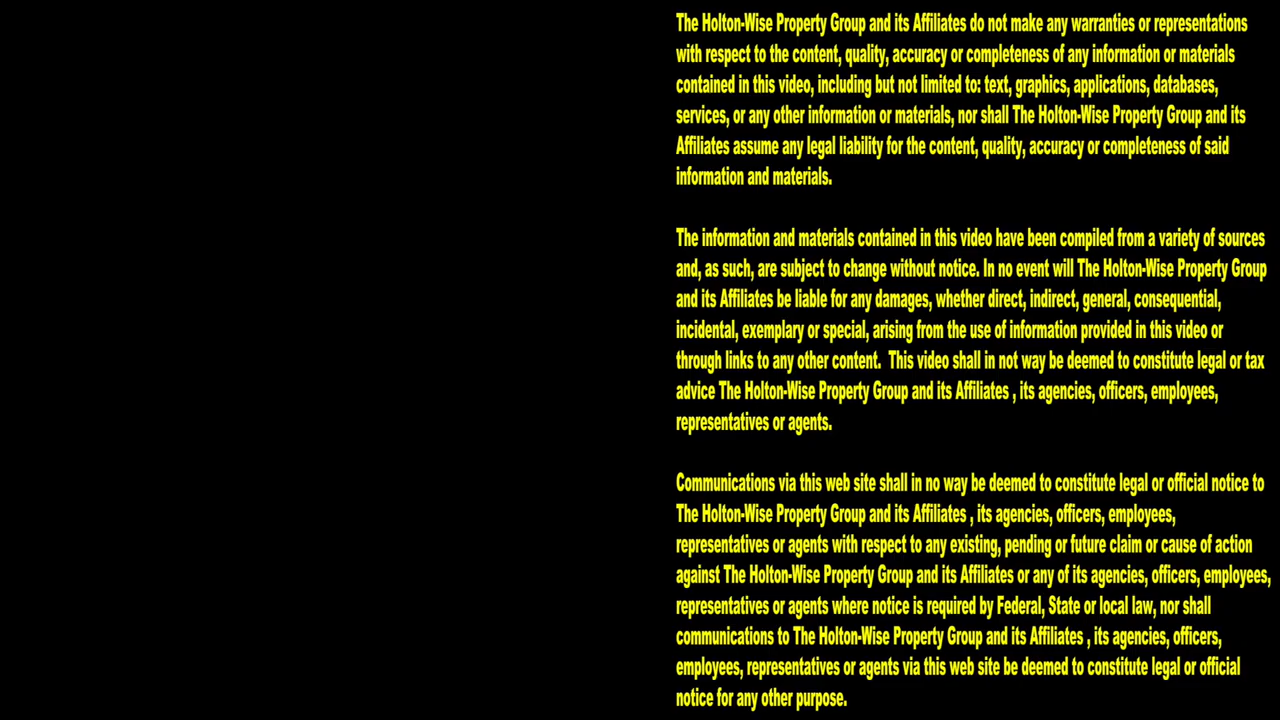 The Holton-Wise Property Group and its Affiliates do not make any warranties or representations
with respect to the content, quality, accuracy or completeness of any information or materials
contained in this video, including but not limited to: text, graphics, applications, databases,
services, or any other information or materials, nor shall The Holton-Wise Property Group and its
Affiliates assume any legal liability for the content, quality, accuracy or completeness of said
information and materials.
The information and materials contained in this video have been compiled from a variety of sources
and, as such, are subject to change without notice. In no event will The Holton-Wise Property Group
and its Affiliates be liable for any damages, whether direct, indirect, general, consequential,
incidental, exemplary or special, arising from the use of information provided in this video or
through links to any other content.  This video shall in not way be deemed to constitute legal or tax
advice The Holton-Wise Property Group and its Affiliates , its agencies, officers, employees,
representatives or agents.
Communications via this web site shall in no way be deemed to constitute legal or official notice to
The Holton-Wise Property Group and its Affiliates , its agencies, officers, employees,
representatives or agents with respect to any existing, pending or future claim or cause of action
against The Holton-Wise Property Group and its Affiliates or any of its agencies, officers, employees,
representatives or agents where notice is required by Federal, State or local law, nor shall
communications to The Holton-Wise Property Group and its Affiliates , its agencies, officers,
employees, representatives or agents via this web site be deemed to constitute legal or official
notice for any other purpose.